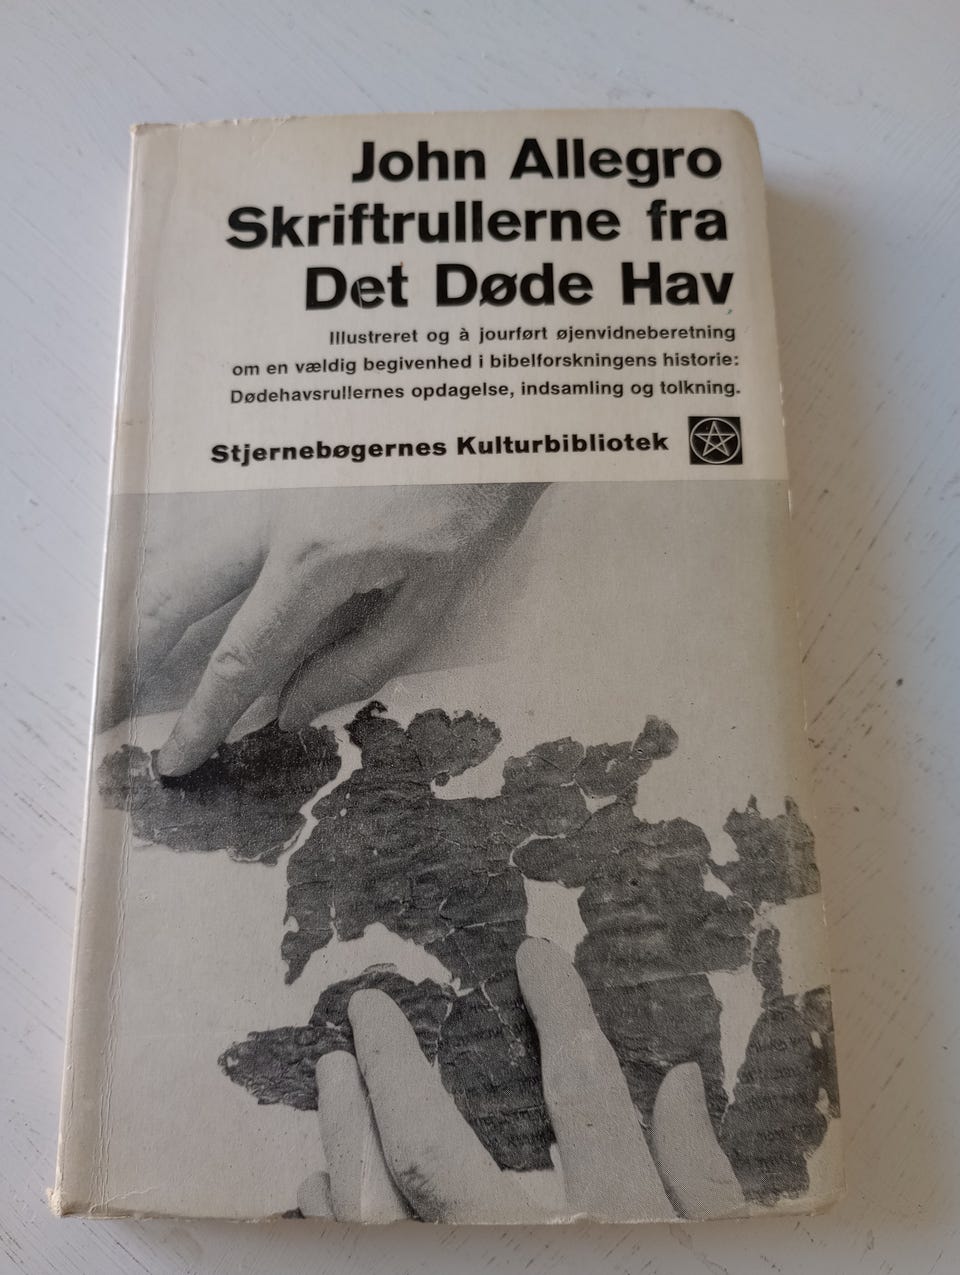 John Allegro
Skriftrullerne fra
Det Døde Hav
Illustreret og à jourført øjenvidneberetning
om en vældig begivenhed i bibelforskningens historie:
Dødehavsrullernes opdagelse, indsamling og tolkning.
Stjernebøgernes Kulturbibliotek